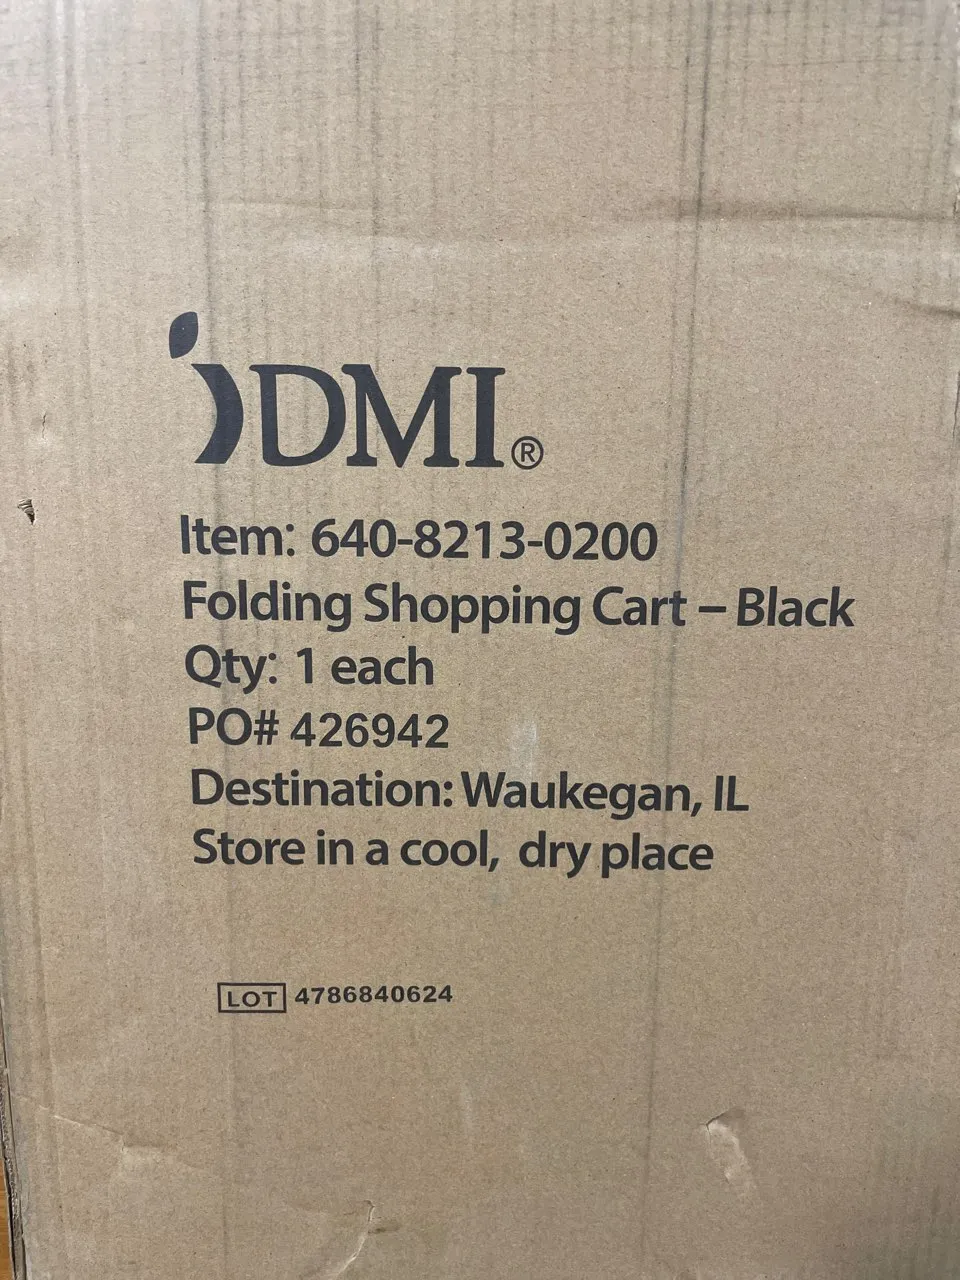 DMI®
Item: 640-8213-0200
Folding Shopping Cart – Black
Qty: 1 each
PO# 426942
Destination: Waukegan, IL
Store in a cool, dry place
LOT 4786840624